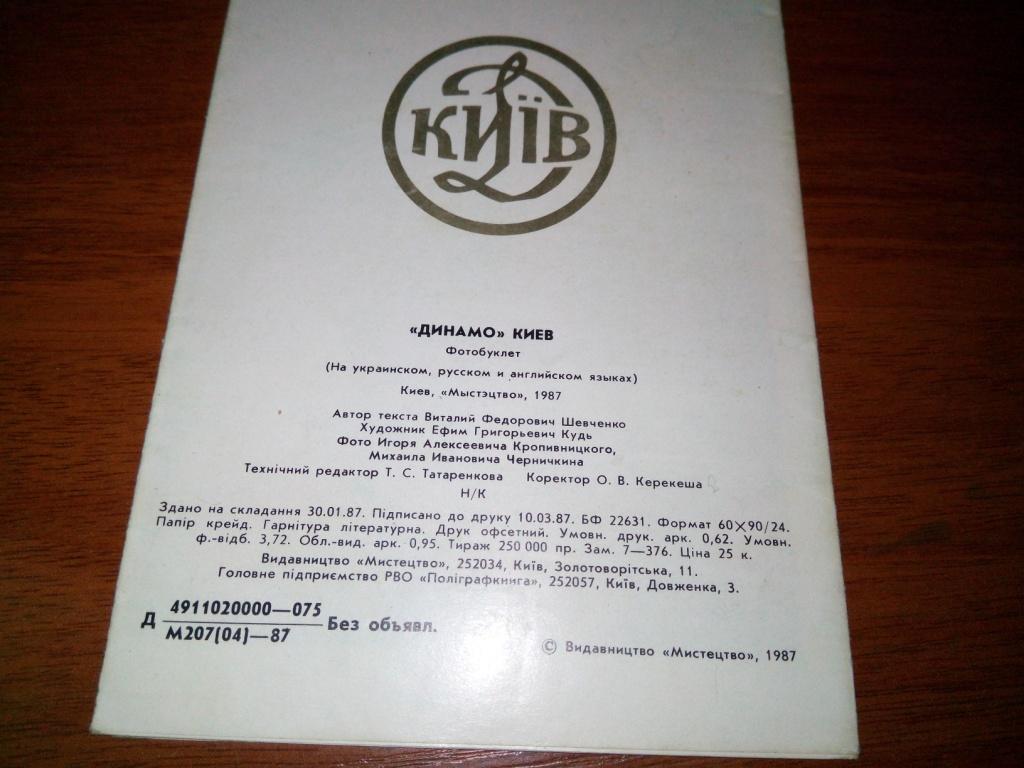 КИЇВ
«ДИНАМО» КИЕВ
Фотобуклет
(На украинском, русском и английском языках)
Киев, «Мыстэцтво», 1987
Автор текста Виталий Федорович Шевченко
Художник Ефим Григорьевич Кудь
Фото Игоря Алексеевича Кропивницкого,
Михаила Ивановича Черничкина
Технічний редактор Т. С. Татаренкова Коректор О. В. Керекеша
Н/К
Здано на складання 30.01.87. Підписано до друку 10.03.87. БФ 22631. Формат 60×90/24.
Папір крейд. Гарнітура літературна. Друк офсетний. Умовн. друк. арк. 0,62. Умовн.
ф.-відб. 3,72. Обл.-вид. арк. 0,95. Тираж 250 000 пр. Зам. 7—376. Ціна 25 к.
Видавництво «Мистецтво», 252034, Київ, Золотоворітська, 11.
Головне підприємство РВО «Поліграфкнига», 252057, Київ, Довженка, 3.
Д 4911020000—075 Без объявл.
М207(04)—87
© Видавництво «Мистецтво», 1987